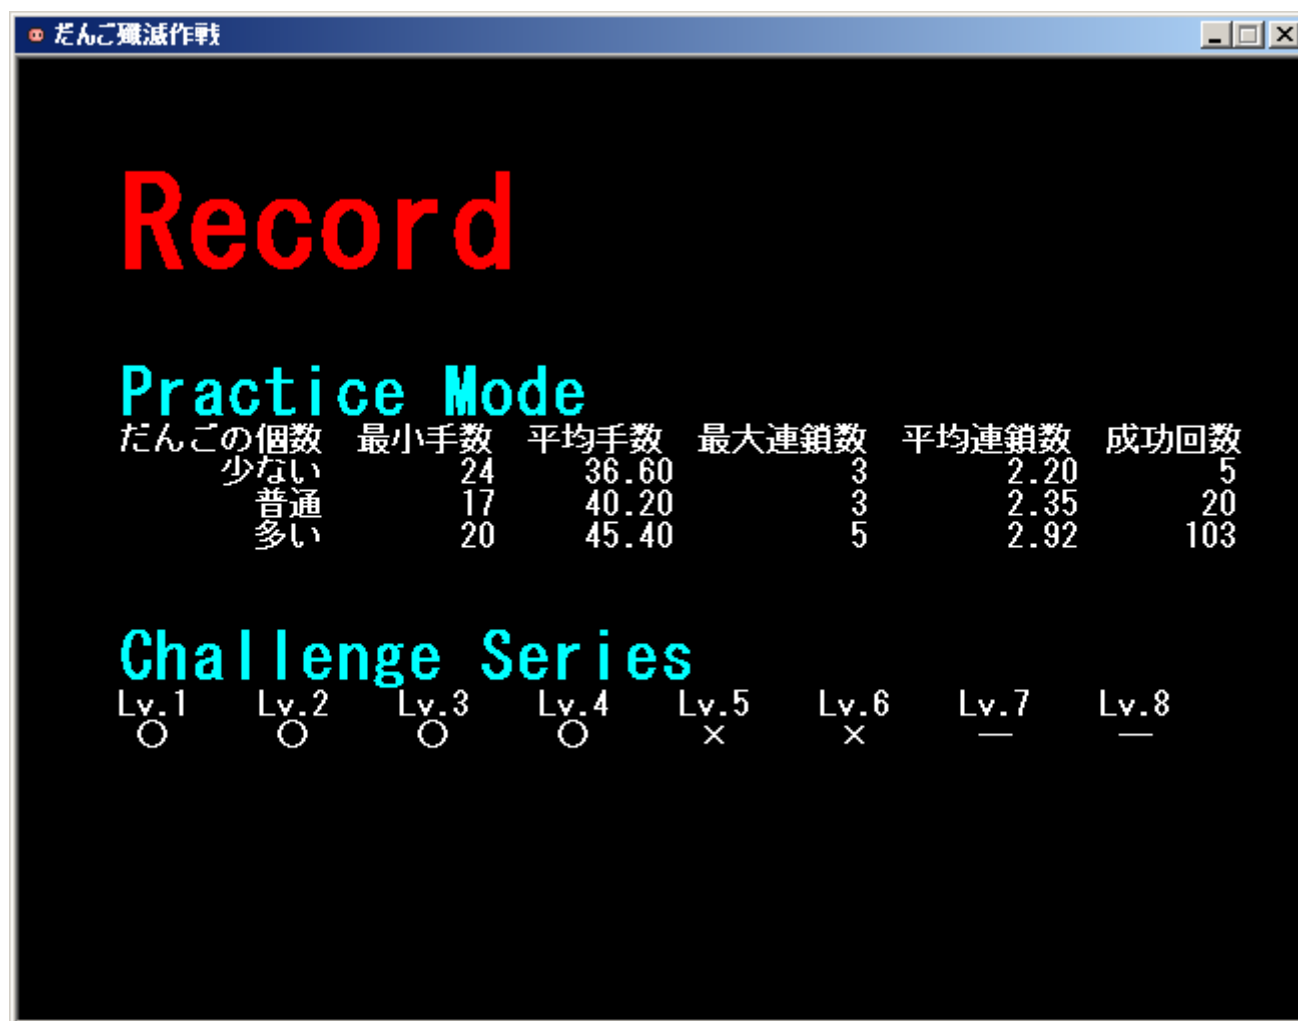 だんご殲滅作戦
Record
Practice Mode
だんごの個数 最小手数 平均手数 最大連鎖数 平均連鎖数 成功回数
少ない 24 36.60 3 2.20 5
普通 17 40.20 3 2.35 20
多い 20 45.40 5 2.92 103
Challenge Series
Lv.1 Lv.2 Lv.3 Lv.4 Lv.5 Lv.6 Lv.7 Lv.8
○ ○ ○ ○ × × ― ―